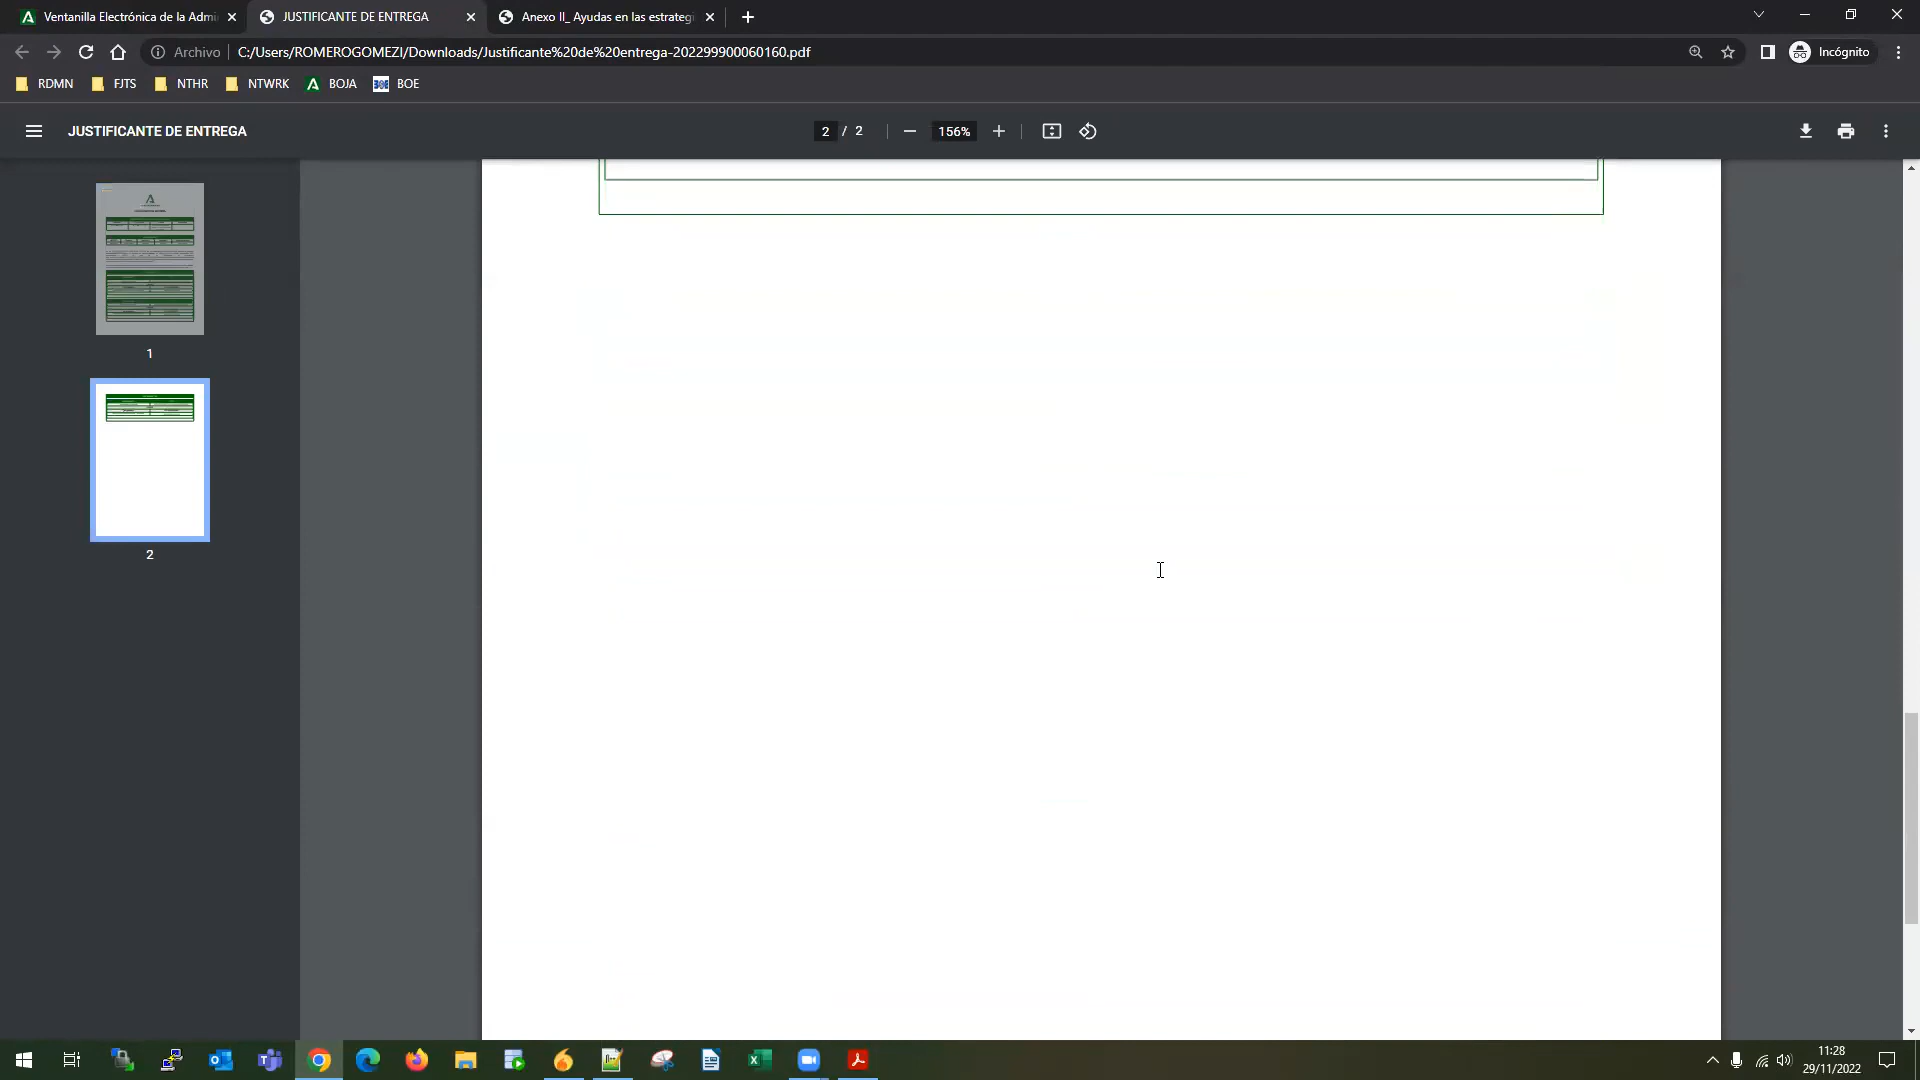 Ventanilla Electrónica de la Admi
JUSTIFICANTE DE ENTREGA
Anexo II_ Ayudas en las estrategi
Archivo
C:/Users/ROMEROGOMEZI/Downloads/Justificante%20de%20entrega-202299900060160.pdf
Incógnito
RDMN
FJTS
NTHR
NTWRK
BOJA
BOE
JUSTIFICANTE DE ENTREGA
2 / 2
156%
1
2
11:28
29/11/2022